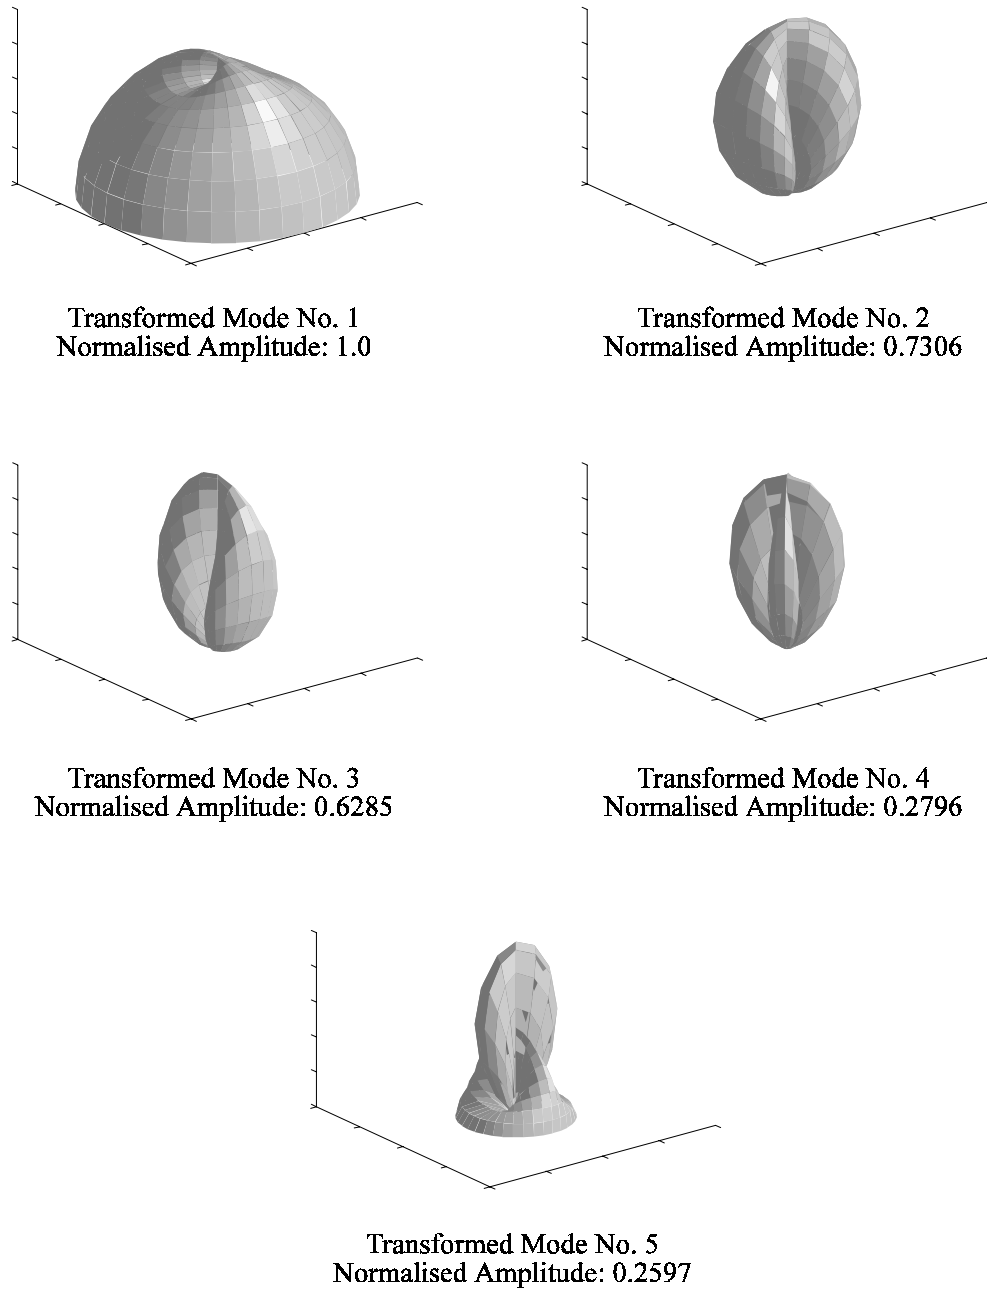 Transformed Mode No. 1
Normalised Amplitude: 1.0
Transformed Mode No. 2
Normalised Amplitude: 0.7306
Transformed Mode No. 3
Normalised Amplitude: 0.6285
Transformed Mode No. 4
Normalised Amplitude: 0.2796
Transformed Mode No. 5
Normalised Amplitude: 0.2597